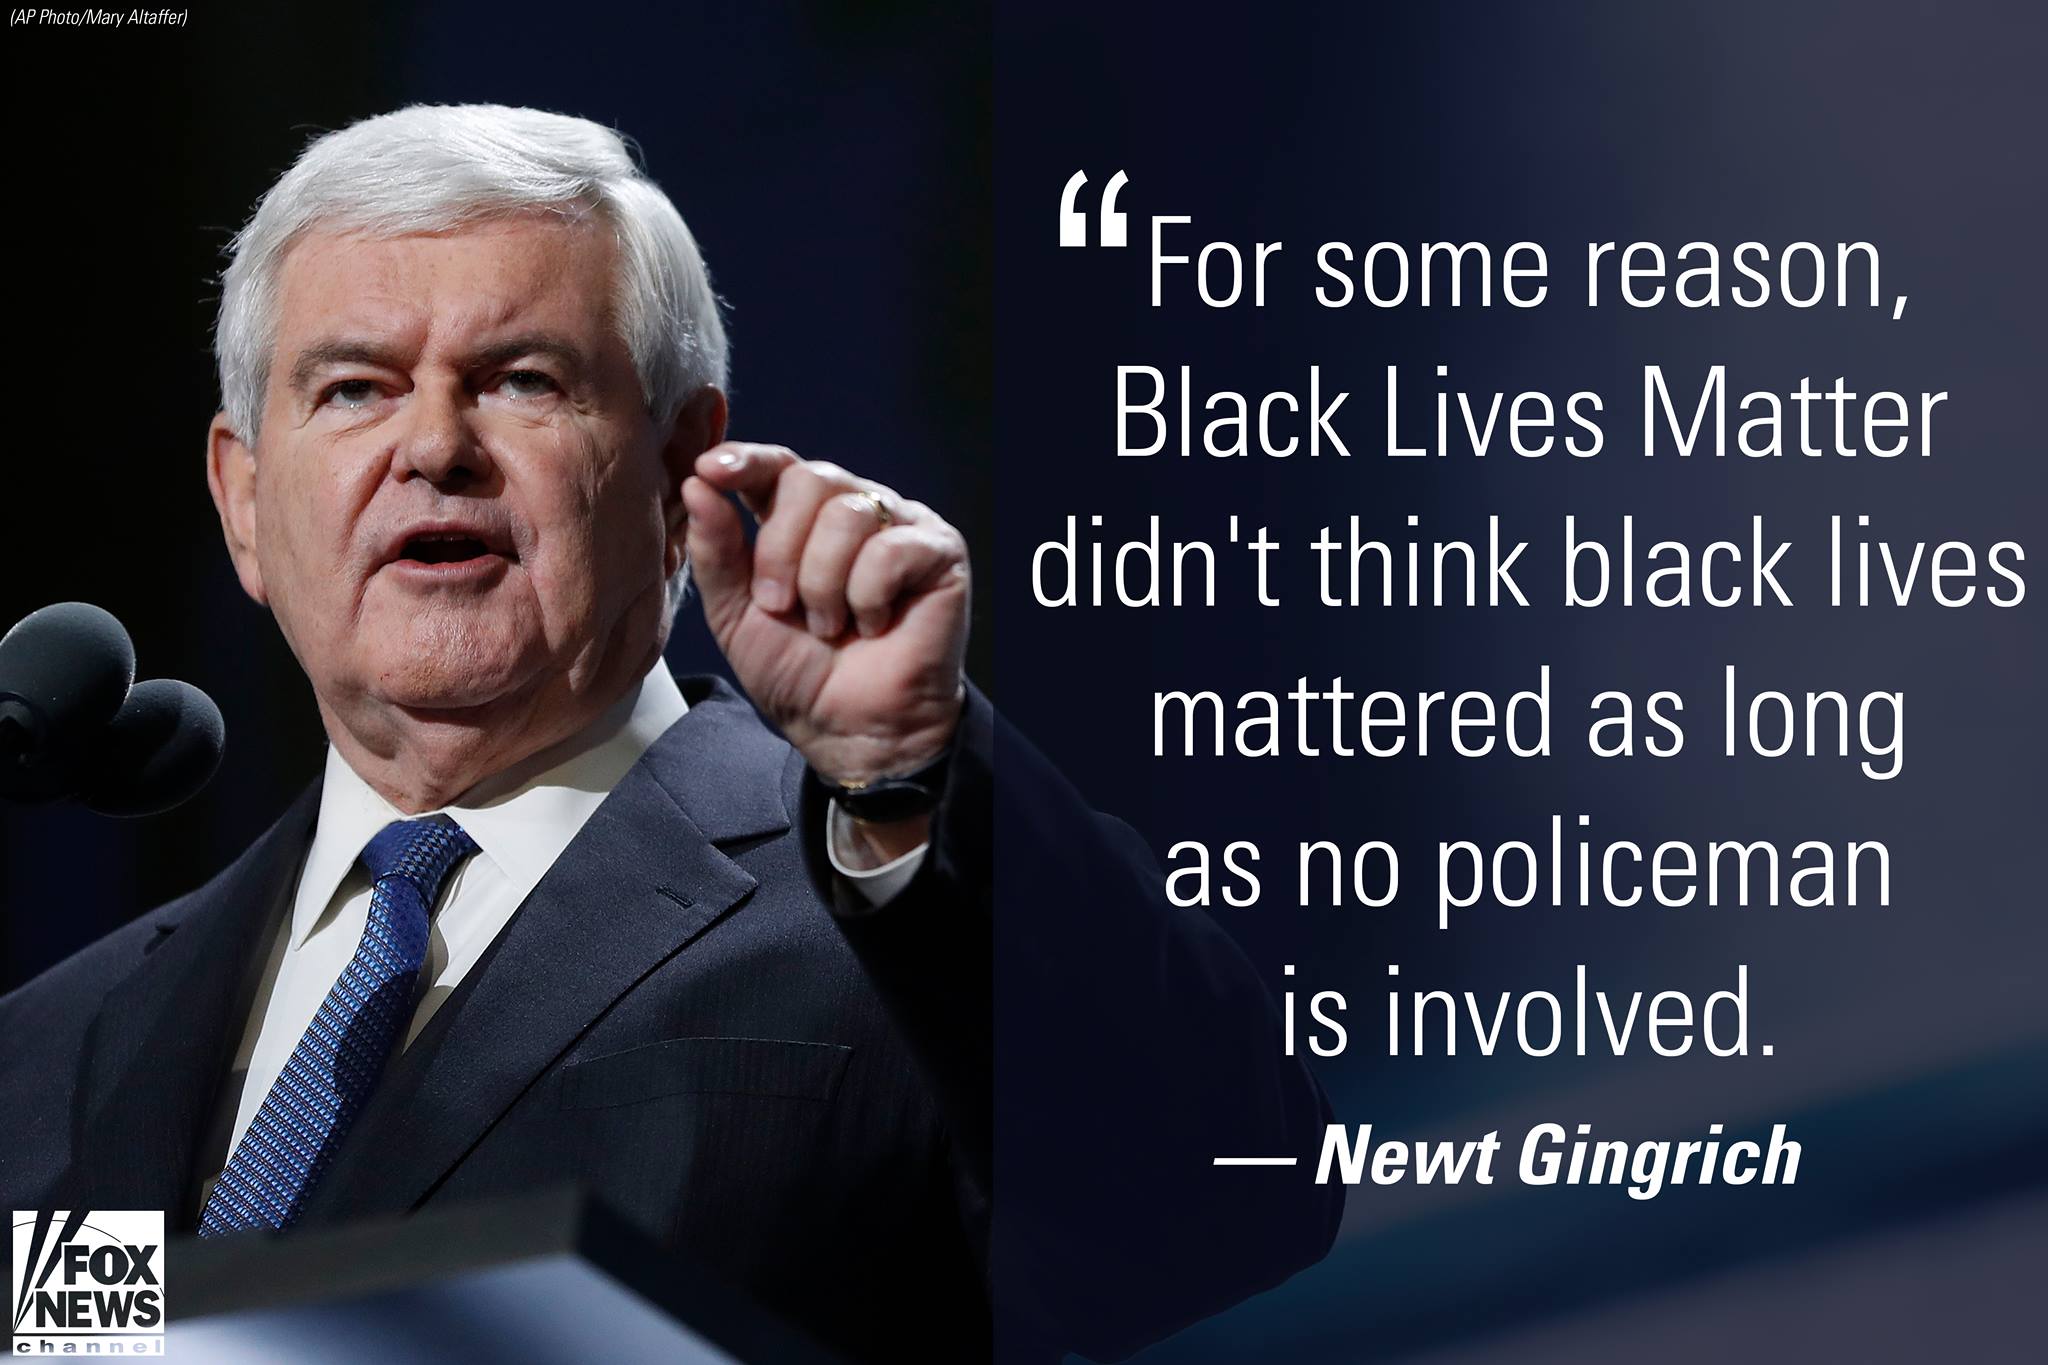 (AP Photo/Mary Altaffer)
“For some reason,
Black Lives Matter
didn't think black lives
mattered as long
as no policeman
is involved.
— Newt Gingrich
FOX
NEWS
channel